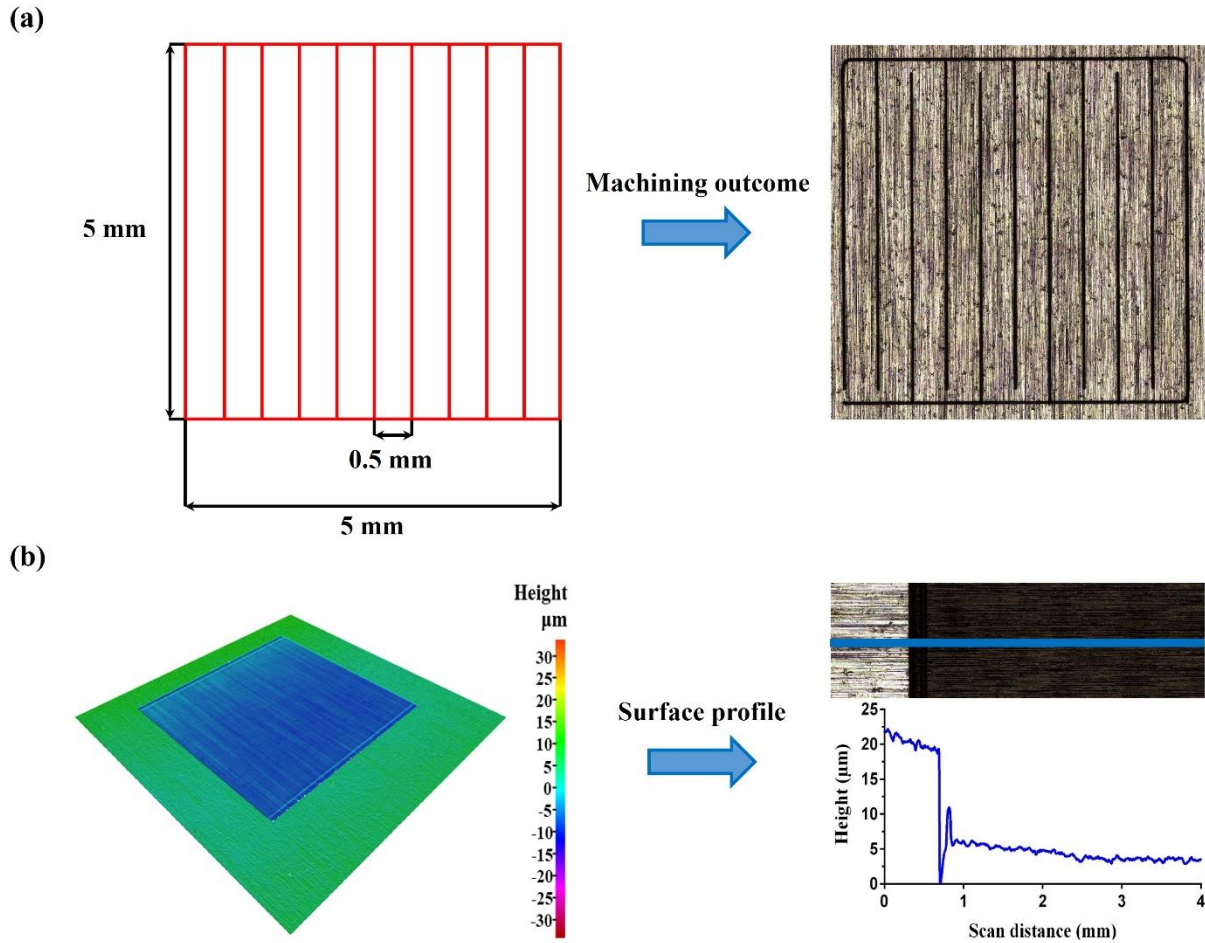 (a)
5 mm
0.5 mm
5 mm
Machining outcome
(b)
Height
μm
30
25
20
15
10
5
0
-5
-10
-15
-20
-25
-30
Surface profile
Height (μm)
25
20
15
10
5
0
0 1 2 3 4
Scan distance (mm)